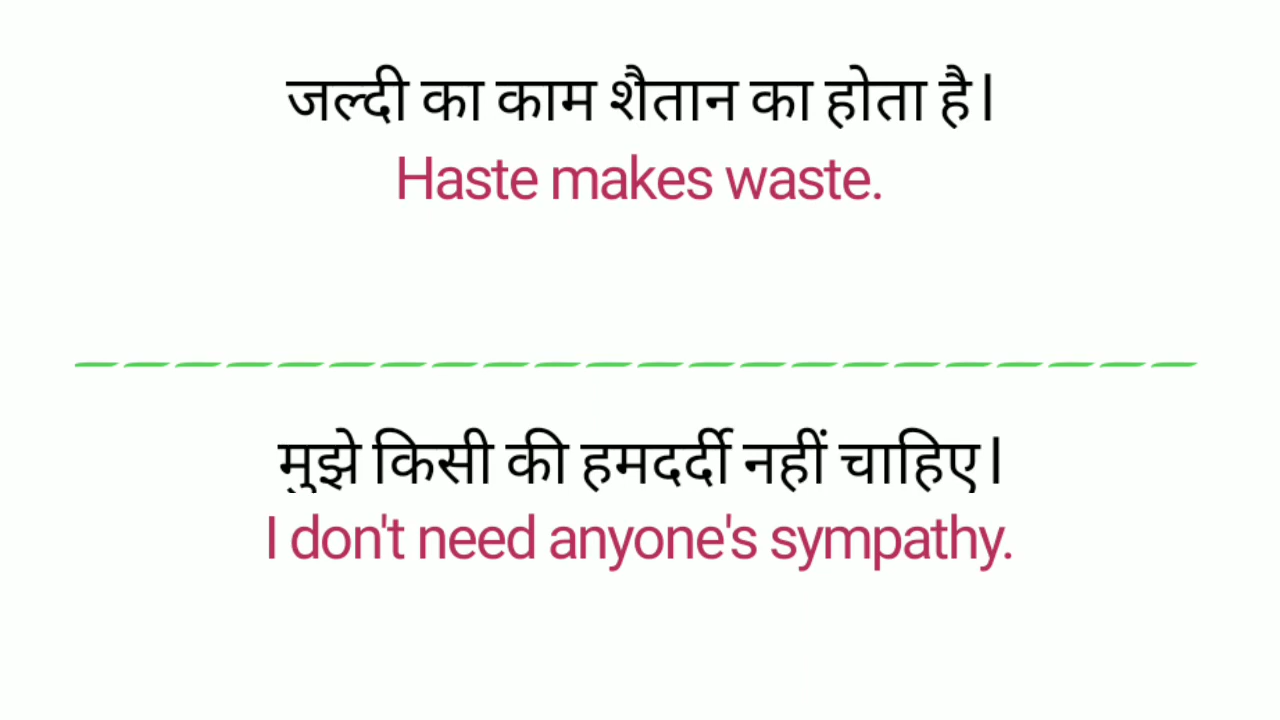 जल्दी का काम शैतान का होता है।
Haste makes waste.
मुझे किसी की हमदर्दी नहीं चाहिए।
I don't need anyone's sympathy.